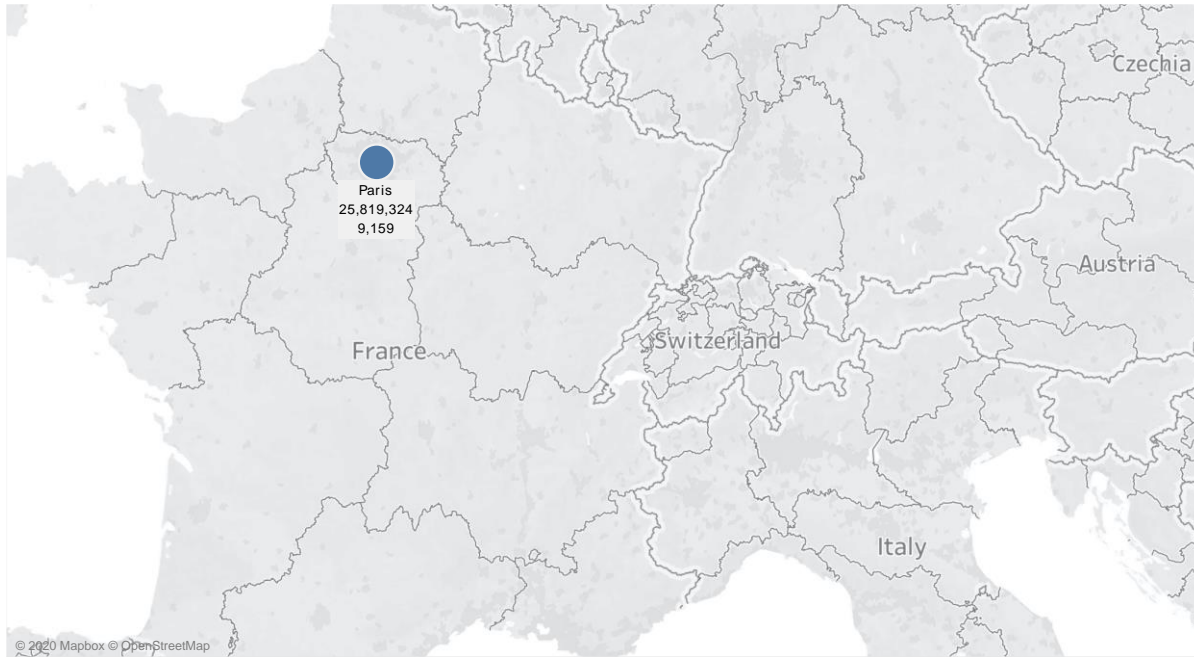 Czechia
Paris
25,819,324
9,159
Austria
Switzerland
France
Italy
© 2020 Mapbox © OpenStreetMap